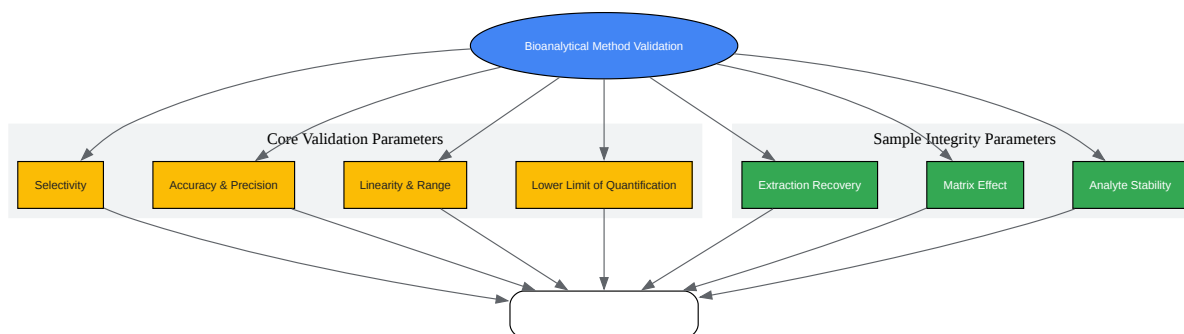 Bioanalytical Method Validation
Core Validation Parameters
Sample Integrity Parameters
Selectivity
Accuracy & Precision
Linearity & Range
Lower Limit of Quantification
Extraction Recovery
Matrix Effect
Analyte Stability